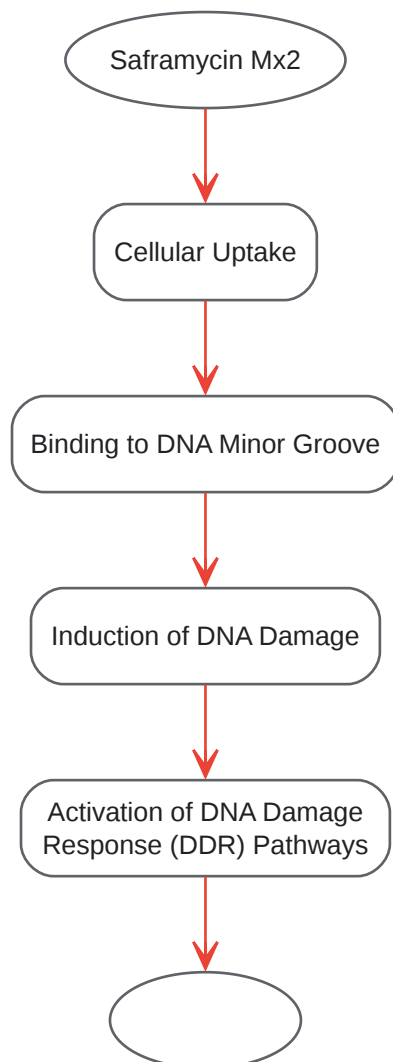 Saframycin Mx2
Cellular Uptake
Binding to DNA Minor Groove
Induction of DNA Damage
Activation of DNA Damage
Response (DDR) Pathways